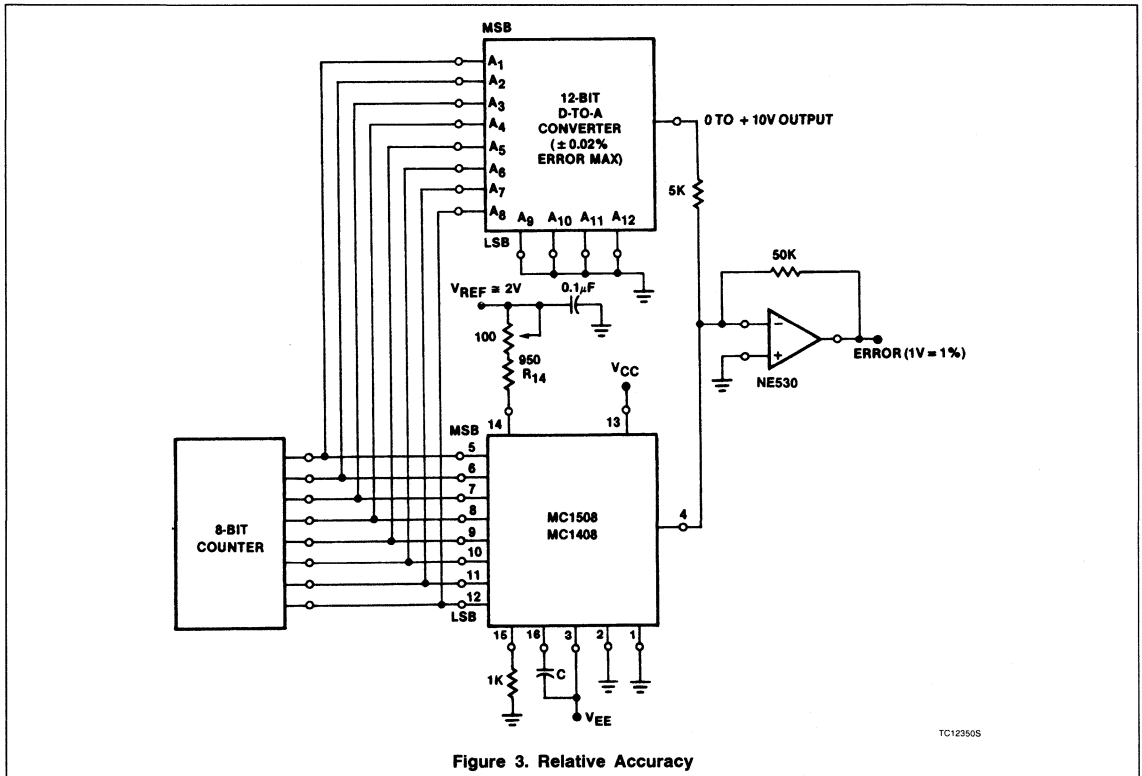 MSB
A1
A2
A3
A4
A5
A6
A7
A8
12-BIT
D-TO-A
CONVERTER
(± 0.02%
ERROR MAX)
A9 A10 A11 A12
LSB
0 TO + 10V OUTPUT
5K
50K
VREF ≅ 2V
0.1µF
100
950
R14
VCC
ERROR (1V = 1%)
NE530
14
13
MSB
5
6
7
8
9
10
11
12
LSB
8-BIT
COUNTER
MC1508
MC1408
4
15 16 3 2 1
1K
C
VEE
TC12350S
Figure 3. Relative Accuracy